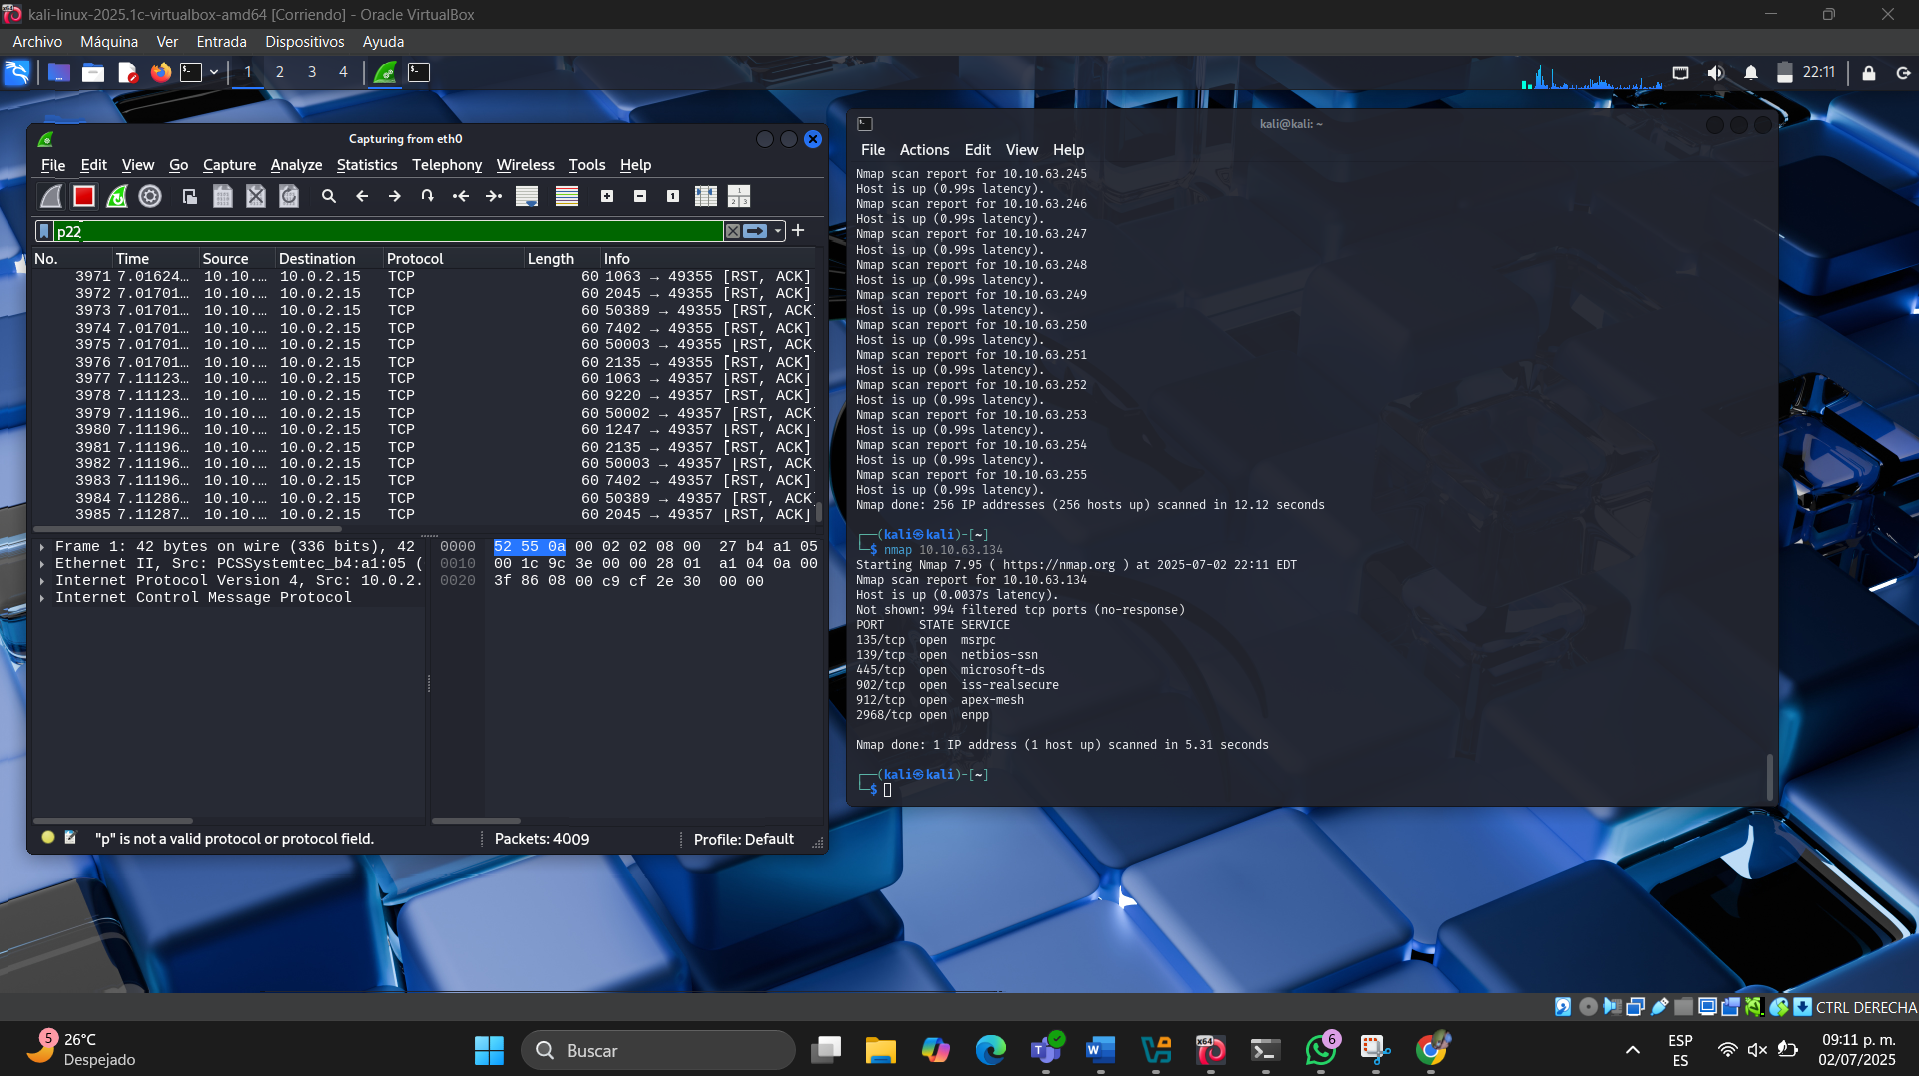 kali-linux-2025.1c-virtualbox-amd64 [Corriendo] - Oracle VirtualBox
Archivo Máquina Ver Entrada Dispositivos Ayuda
1 2 3 4
22:11
Capturing from eth0
File Edit View Go Capture Analyze Statistics Telephony Wireless Tools Help
p22
No. Time Source Destination Protocol Length Info
3971 7.01624… 10.10.… 10.0.2.15 TCP 60 1063 → 49355 [RST, ACK]
3972 7.01701… 10.10.… 10.0.2.15 TCP 60 2045 → 49355 [RST, ACK]
3973 7.01701… 10.10.… 10.0.2.15 TCP 60 50389 → 49355 [RST, ACK
3974 7.01701… 10.10.… 10.0.2.15 TCP 60 7402 → 49355 [RST, ACK]
3975 7.01701… 10.10.… 10.0.2.15 TCP 60 50003 → 49355 [RST, ACK
3976 7.01701… 10.10.… 10.0.2.15 TCP 60 2135 → 49355 [RST, ACK]
3977 7.11123… 10.10.… 10.0.2.15 TCP 60 1063 → 49357 [RST, ACK]
3978 7.11123… 10.10.… 10.0.2.15 TCP 60 9220 → 49357 [RST, ACK]
3979 7.11196… 10.10.… 10.0.2.15 TCP 60 50002 → 49357 [RST, ACK
3980 7.11196… 10.10.… 10.0.2.15 TCP 60 1247 → 49357 [RST, ACK]
3981 7.11196… 10.10.… 10.0.2.15 TCP 60 2135 → 49357 [RST, ACK]
3982 7.11196… 10.10.… 10.0.2.15 TCP 60 50003 → 49357 [RST, ACK
3983 7.11196… 10.10.… 10.0.2.15 TCP 60 7402 → 49357 [RST, ACK]
3984 7.11286… 10.10.… 10.0.2.15 TCP 60 50389 → 49357 [RST, ACK
3985 7.11287… 10.10.… 10.0.2.15 TCP 60 2045 → 49357 [RST, ACK]
Frame 1: 42 bytes on wire (336 bits), 42
Ethernet II, Src: PCSSystemtec_b4:a1:05 (
Internet Protocol Version 4, Src: 10.0.2.
Internet Control Message Protocol
0000 52 55 0a 00 02 02 08 00 27 b4 a1 05
0010 00 1c 9c 3e 00 00 28 01 a1 04 0a 00
0020 3f 86 08 00 c9 cf 2e 30 00 00
"p" is not a valid protocol or protocol field.
Packets: 4009
Profile: Default
kali@kali: ~
File Actions Edit View Help
Nmap scan report for 10.10.63.245
Host is up (0.99s latency).
Nmap scan report for 10.10.63.246
Host is up (0.99s latency).
Nmap scan report for 10.10.63.247
Host is up (0.99s latency).
Nmap scan report for 10.10.63.248
Host is up (0.99s latency).
Nmap scan report for 10.10.63.249
Host is up (0.99s latency).
Nmap scan report for 10.10.63.250
Host is up (0.99s latency).
Nmap scan report for 10.10.63.251
Host is up (0.99s latency).
Nmap scan report for 10.10.63.252
Host is up (0.99s latency).
Nmap scan report for 10.10.63.253
Host is up (0.99s latency).
Nmap scan report for 10.10.63.254
Host is up (0.99s latency).
Nmap scan report for 10.10.63.255
Host is up (0.99s latency).
Nmap done: 256 IP addresses (256 hosts up) scanned in 12.12 seconds
┌──(kali㉿kali)-[~]
└─$ nmap 10.10.63.134
Starting Nmap 7.95 ( https://nmap.org ) at 2025-07-02 22:11 EDT
Nmap scan report for 10.10.63.134
Host is up (0.0037s latency).
Not shown: 994 filtered tcp ports (no-response)
PORT STATE SERVICE
135/tcp open msrpc
139/tcp open netbios-ssn
445/tcp open microsoft-ds
902/tcp open iss-realsecure
912/tcp open apex-mesh
2968/tcp open enpp
Nmap done: 1 IP address (1 host up) scanned in 5.31 seconds
┌──(kali㉿kali)-[~]
└─$
CTRL DERECHA
5
26°C
Despejado
Buscar
x64
6
ESP
ES
09:11 p. m.
02/07/2025